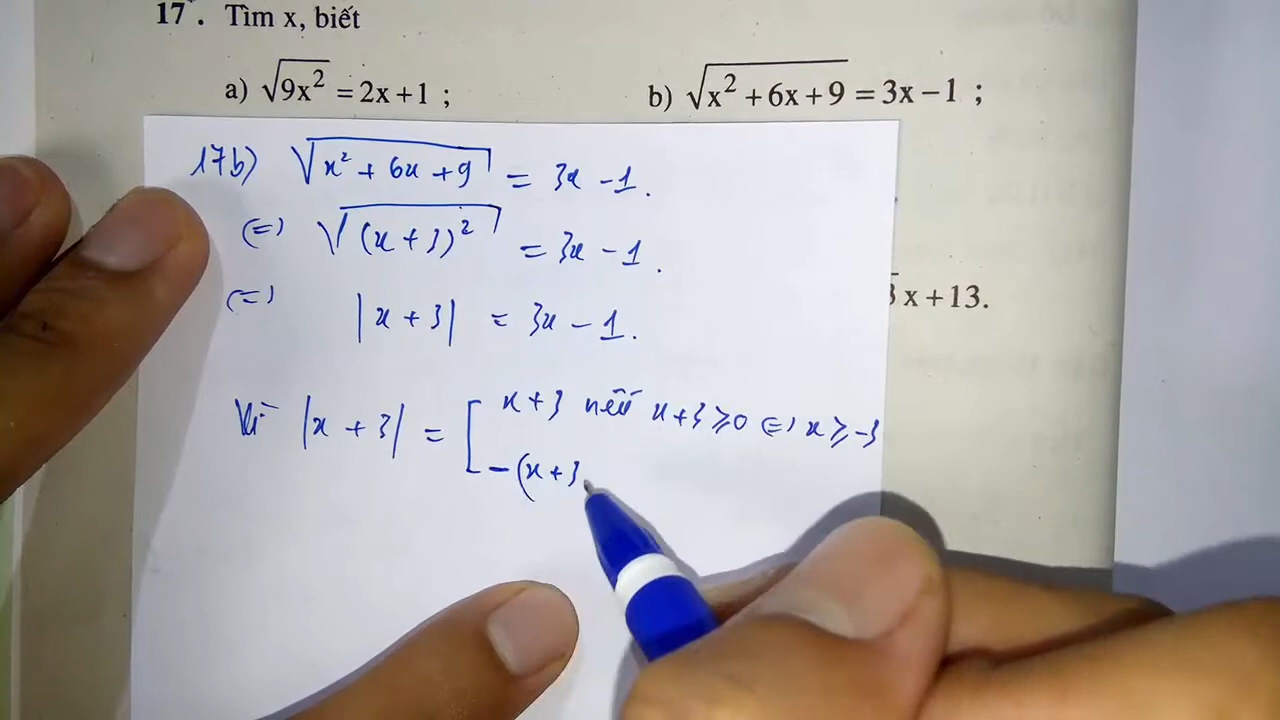 17*. Tìm x, biết
a) √9x² = 2x+1 ;
b) √x² +6x+9 = 3x−1 ;
17b) √x² + 6x + 9 = 3x − 1.
(=) √(x + 3)² = 3x − 1.
(=) |x + 3| = 3x − 1.
x + 13.
Vì |x + 3| = [ x + 3 nếu x + 3 ≥ 0 (=) x ≥ −3
−(x + 3